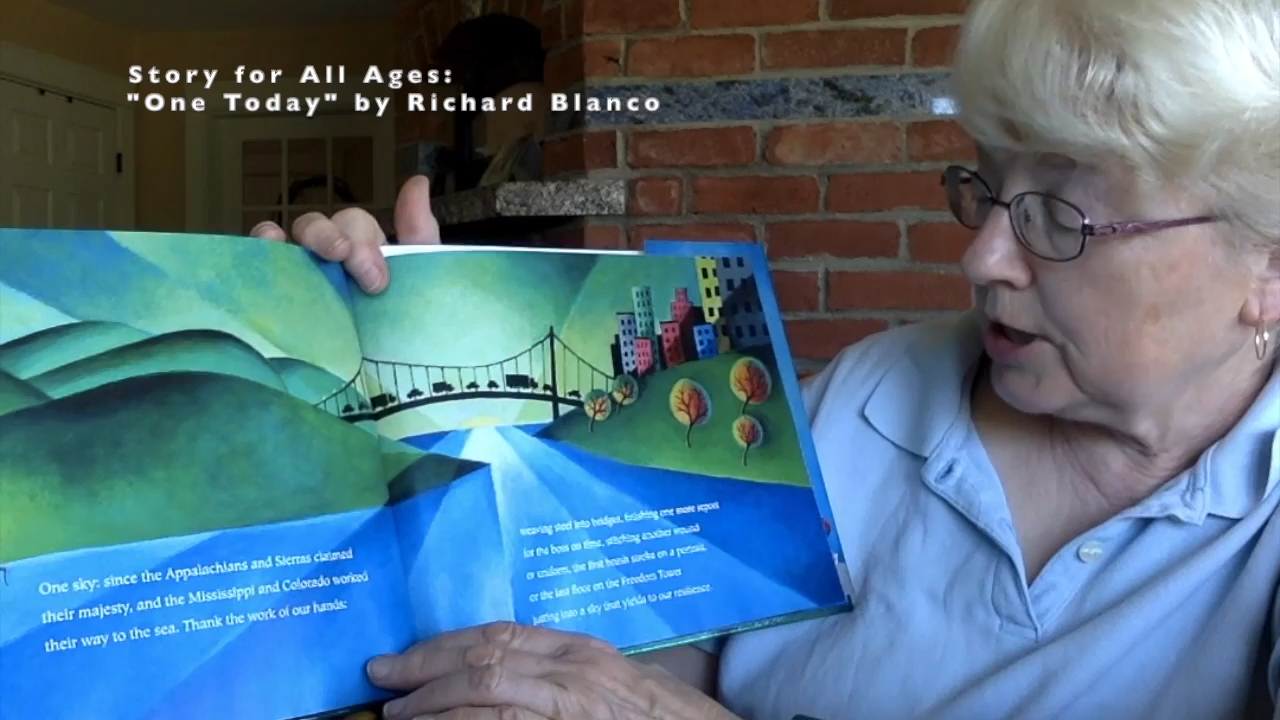 Story for All Ages:
"One Today" by Richard Blanco
One sky: since the Appalachians and Sierras claimed
their majesty, and the Mississippi and Colorado worked
their way to the sea. Thank the work of our hands:
weaving steel into bridges, finishing one more report
for the boss on time, stitching another wound
or uniform, the first brush stroke on a portrait,
or the last floor on the Freedom Tower
jutting into a sky that yields to our resilience.